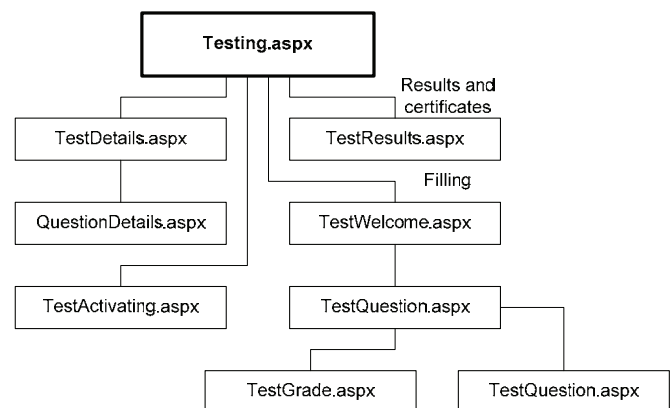 Testing.aspx
Results and
certificates
TestDetails.aspx
TestResults.aspx
Filling
QuestionDetails.aspx
TestWelcome.aspx
TestActivating.aspx
TestQuestion.aspx
TestGrade.aspx
TestQuestion.aspx